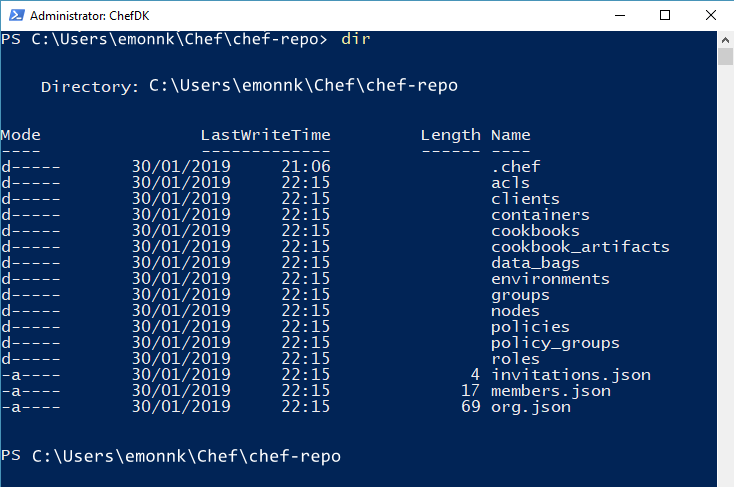 Administrator: ChefDK
PS C:\Users\emonnk\Chef\chef-repo> dir
Directory: C:\Users\emonnk\Chef\chef-repo
Mode LastWriteTime Length Name
---- ------------- ------ ----
d----- 30/01/2019 21:06 .chef
d----- 30/01/2019 22:15 acls
d----- 30/01/2019 22:15 clients
d----- 30/01/2019 22:15 containers
d----- 30/01/2019 22:15 cookbooks
d----- 30/01/2019 22:15 cookbook_artifacts
d----- 30/01/2019 22:15 data_bags
d----- 30/01/2019 22:15 environments
d----- 30/01/2019 22:15 groups
d----- 30/01/2019 22:15 nodes
d----- 30/01/2019 22:15 policies
d----- 30/01/2019 22:15 policy_groups
d----- 30/01/2019 22:15 roles
-a---- 30/01/2019 22:15 4 invitations.json
-a---- 30/01/2019 22:15 17 members.json
-a---- 30/01/2019 22:15 69 org.json
PS C:\Users\emonnk\Chef\chef-repo